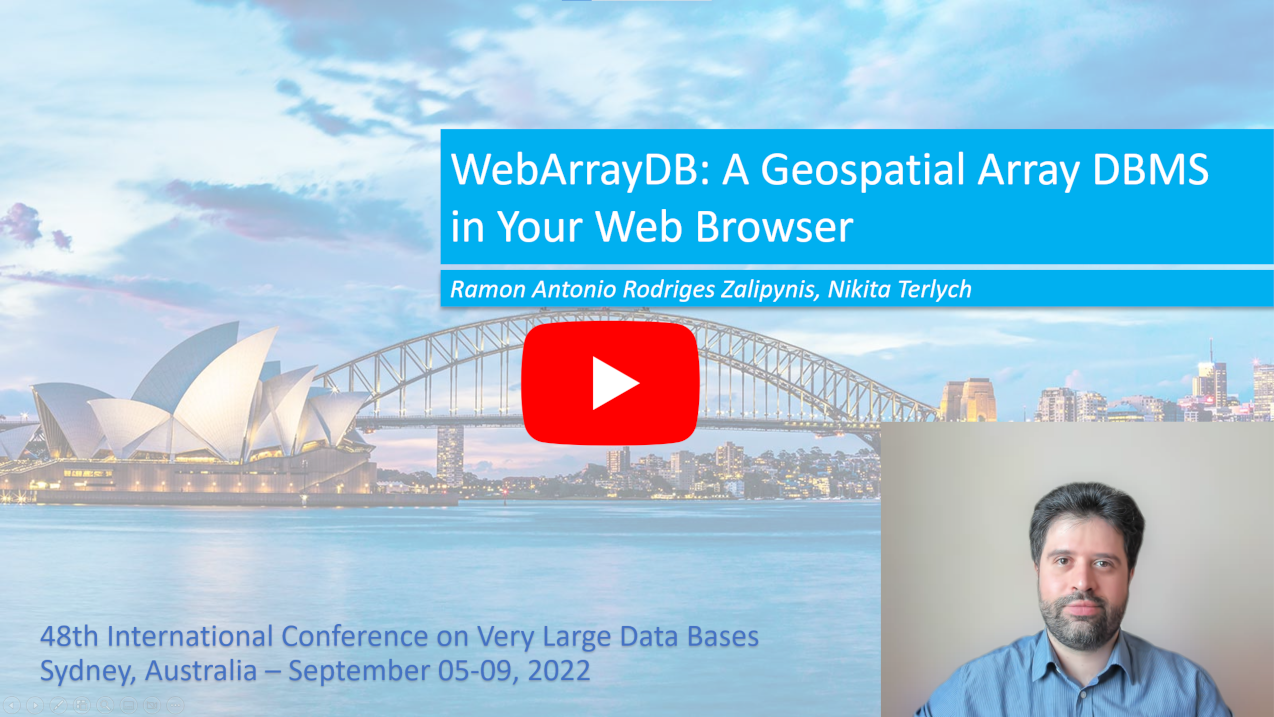 WebArrayDB: A Geospatial Array DBMS
in Your Web Browser
Ramon Antonio Rodriges Zalipynis, Nikita Terlych
48th International Conference on Very Large Data Bases
Sydney, Australia – September 05-09, 2022